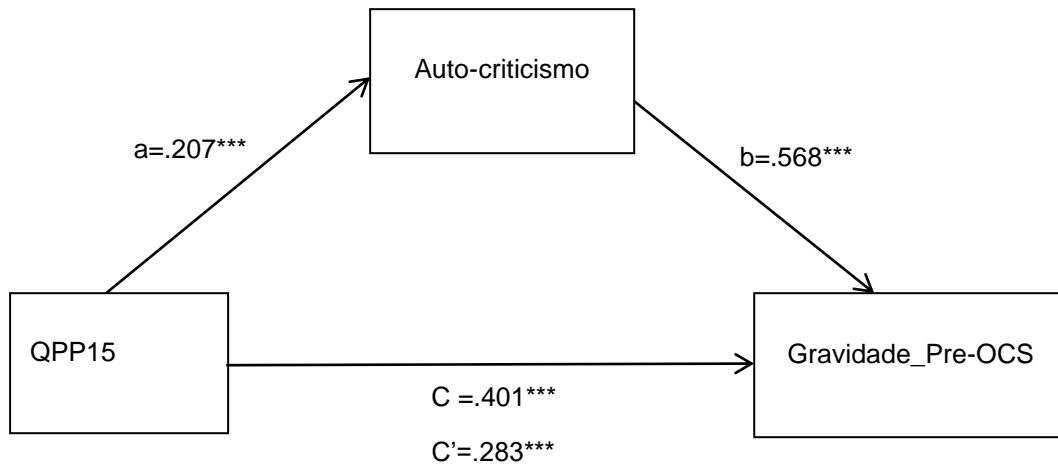 Auto-criticismo
a=.207***
b=.568***
QPP15
Gravidade_Pre-OCS
C =.401***
C’=.283***